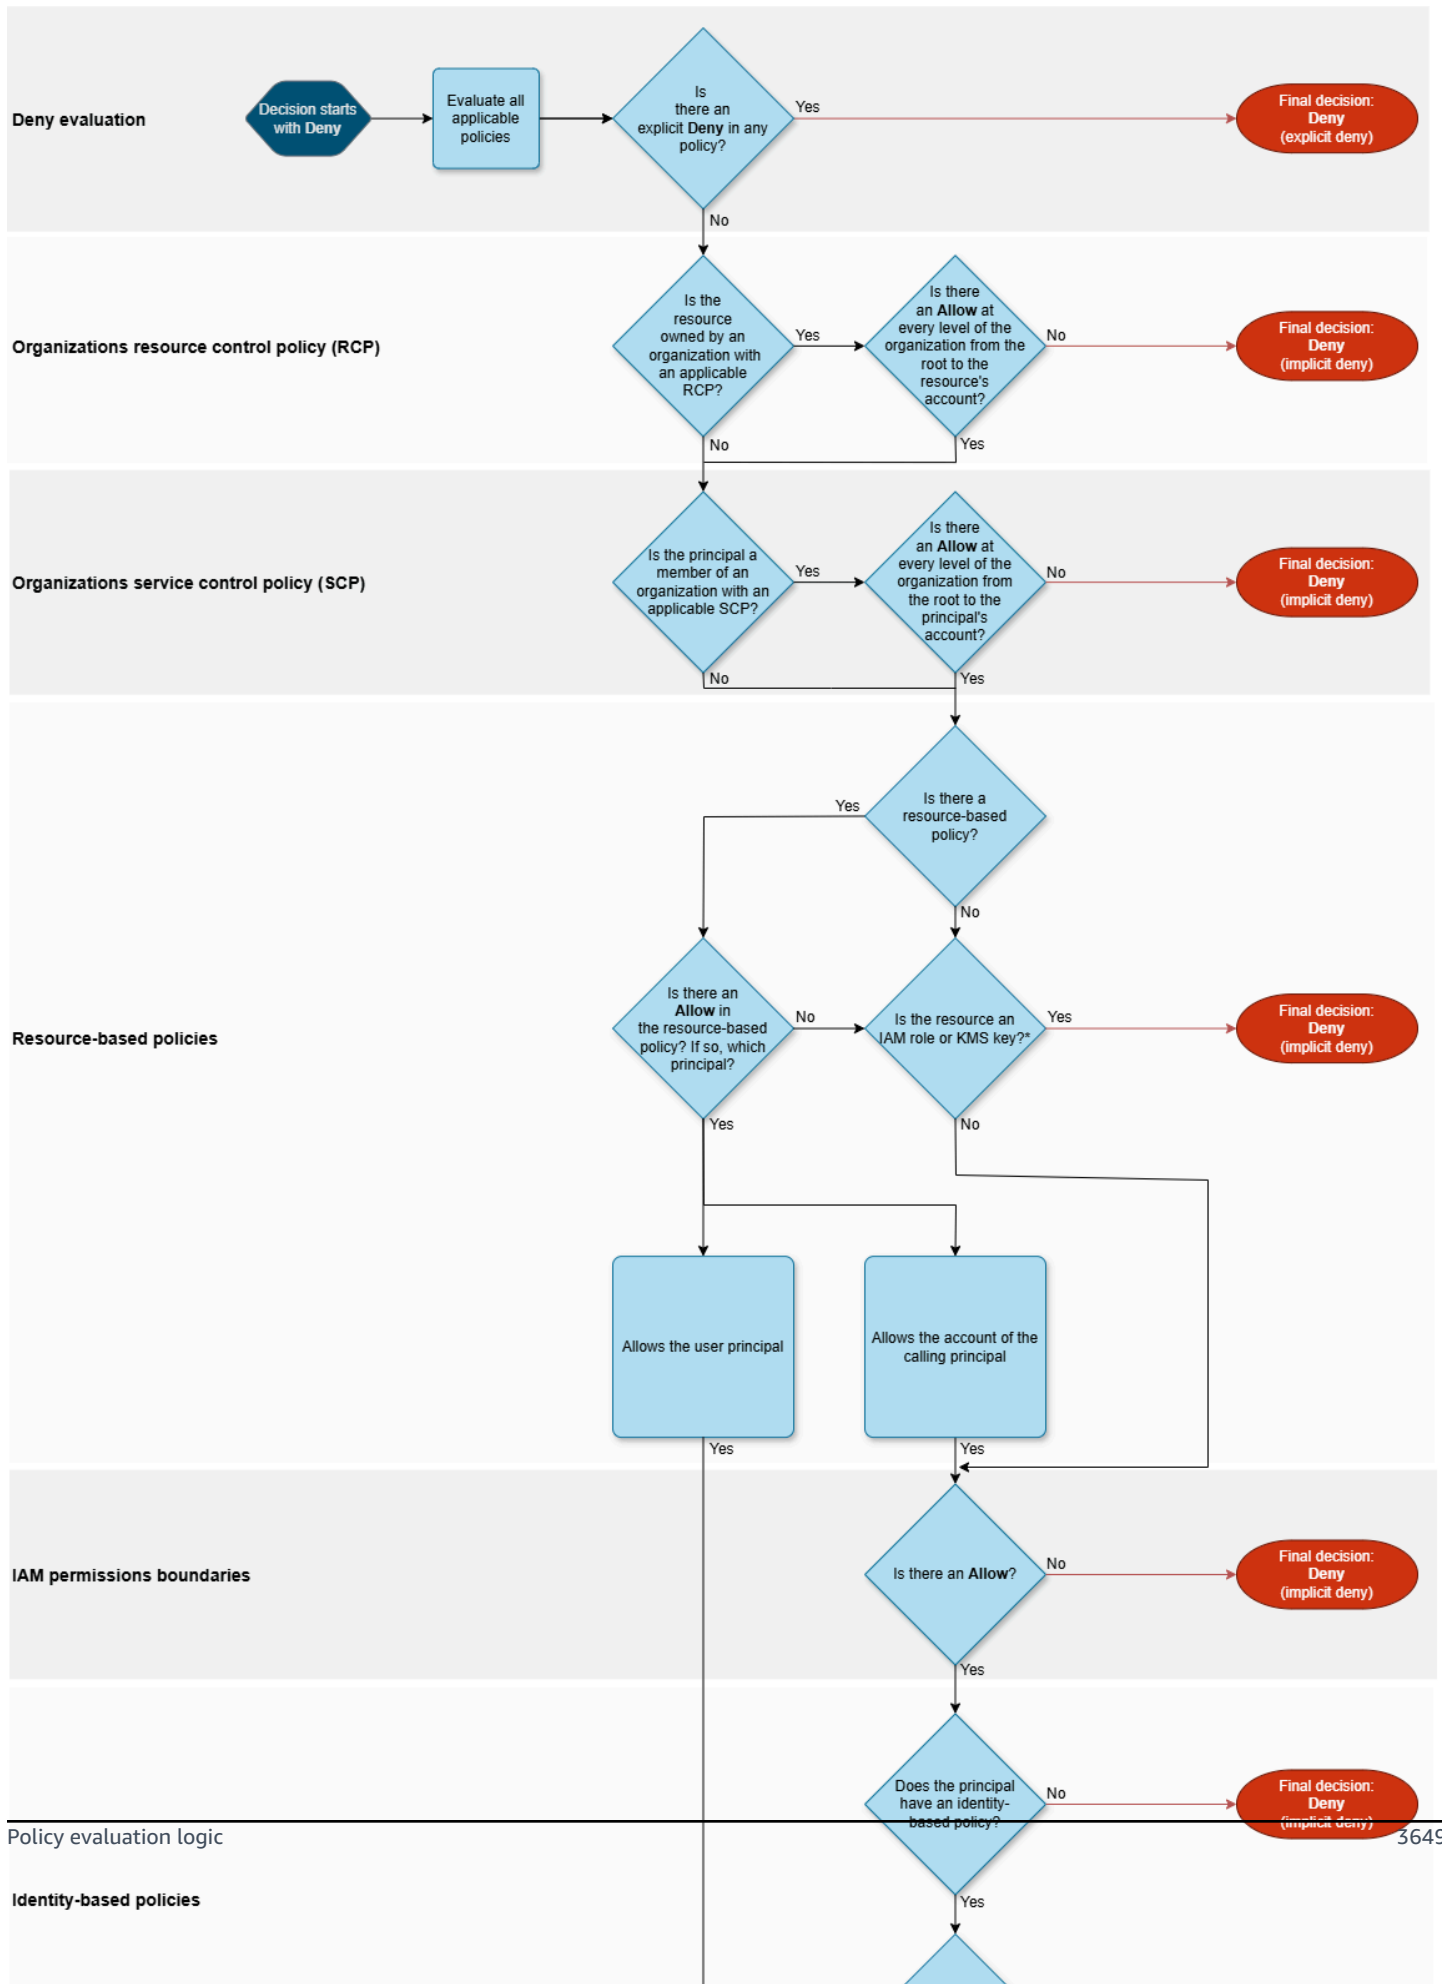 Deny evaluation
Decision starts
with Deny
Evaluate all
applicable
policies
Is
there an
explicit Deny in any
policy?
Yes
Final decision:
Deny
(explicit deny)
No
Organizations resource control policy (RCP)
Is the
resource
owned by an
organization with
an applicable
RCP?
Yes
Is there
an Allow at
every level of the
organization from the
root to the
resource's
account?
No
Final decision:
Deny
(implicit deny)
No
Yes
Organizations service control policy (SCP)
Is the principal a
member of an
organization with an
applicable SCP?
Yes
Is there
an Allow at
every level of the
organization from
the root to the
principal's
account?
No
Final decision:
Deny
(implicit deny)
No
Yes
Is there a
resource-based
policy?
Yes
No
Resource-based policies
Is there an
Allow in
the resource-based
policy? If so, which
principal?
No
Is the resource an
IAM role or KMS key?*
Yes
Final decision:
Deny
(implicit deny)
Yes
No
Allows the user principal
Allows the account of the
calling principal
Yes
Yes
IAM permissions boundaries
Is there an Allow?
No
Final decision:
Deny
(implicit deny)
Yes
Does the principal
have an identity-
based policy?
No
Final decision:
Deny
(implicit deny)
Policy evaluation logic
3649
Identity-based policies
Yes